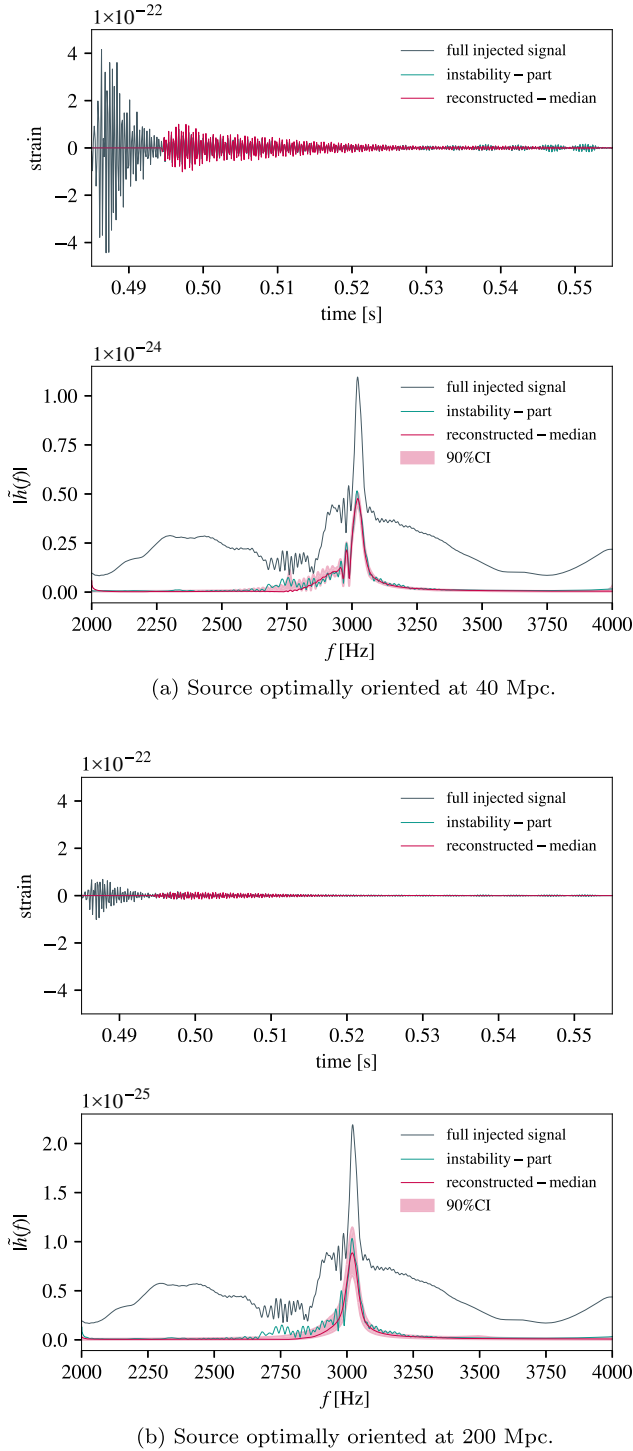 1×10−22
full injected signal
instability−part
reconstructed−median
4
2
0
−2
−4
strain
0.49 0.50 0.51 0.52 0.53 0.54 0.55
time [s]
1×10−24
full injected signal
instability−part
reconstructed−median
90%CI
1.00
0.75
0.50
0.25
0.00
|h̃(f)|
2000 2250 2500 2750 3000 3250 3500 3750 4000
f [Hz]
(a) Source optimally oriented at 40 Mpc.
1×10−22
full injected signal
instability−part
reconstructed−median
4
2
0
−2
−4
strain
0.49 0.50 0.51 0.52 0.53 0.54 0.55
time [s]
1×10−25
full injected signal
instability−part
reconstructed−median
90%CI
2.0
1.5
1.0
0.5
0.0
|h̃(f)|
2000 2250 2500 2750 3000 3250 3500 3750 4000
f [Hz]
(b) Source optimally oriented at 200 Mpc.